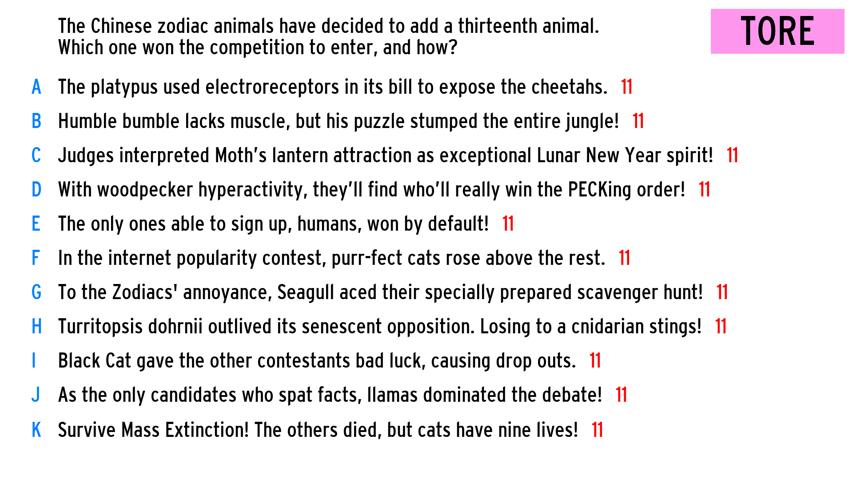 The Chinese zodiac animals have decided to add a thirteenth animal.
Which one won the competition to enter, and how?
TORE
A The platypus used electroreceptors in its bill to expose the cheetahs. 11
B Humble bumble lacks muscle, but his puzzle stumped the entire jungle! 11
C Judges interpreted Moth's lantern attraction as exceptional Lunar New Year spirit! 11
D With woodpecker hyperactivity, they'll find who'll really win the PECKing order! 11
E The only ones able to sign up, humans, won by default! 11
F In the internet popularity contest, purr-fect cats rose above the rest. 11
G To the Zodiacs' annoyance, Seagull aced their specially prepared scavenger hunt! 11
H Turritopsis dohrnii outlived its senescent opposition. Losing to a cnidarian stings! 11
I Black Cat gave the other contestants bad luck, causing drop outs. 11
J As the only candidates who spat facts, llamas dominated the debate! 11
K Survive Mass Extinction! The others died, but cats have nine lives! 11